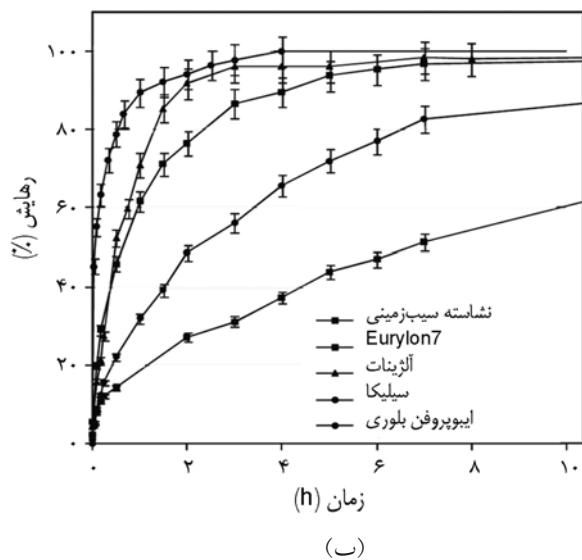 رهایش (%)
۱۰۰
۸۰
۶۰
۴۰
۲۰
۰
نشاسته سیب‌زمینی
Eurylon7
آلژینات
سیلیکا
ایبوپروفن بلوری
۰ ۲ ۴ ۶ ۸ ۱۰
زمان (h)
(ب)